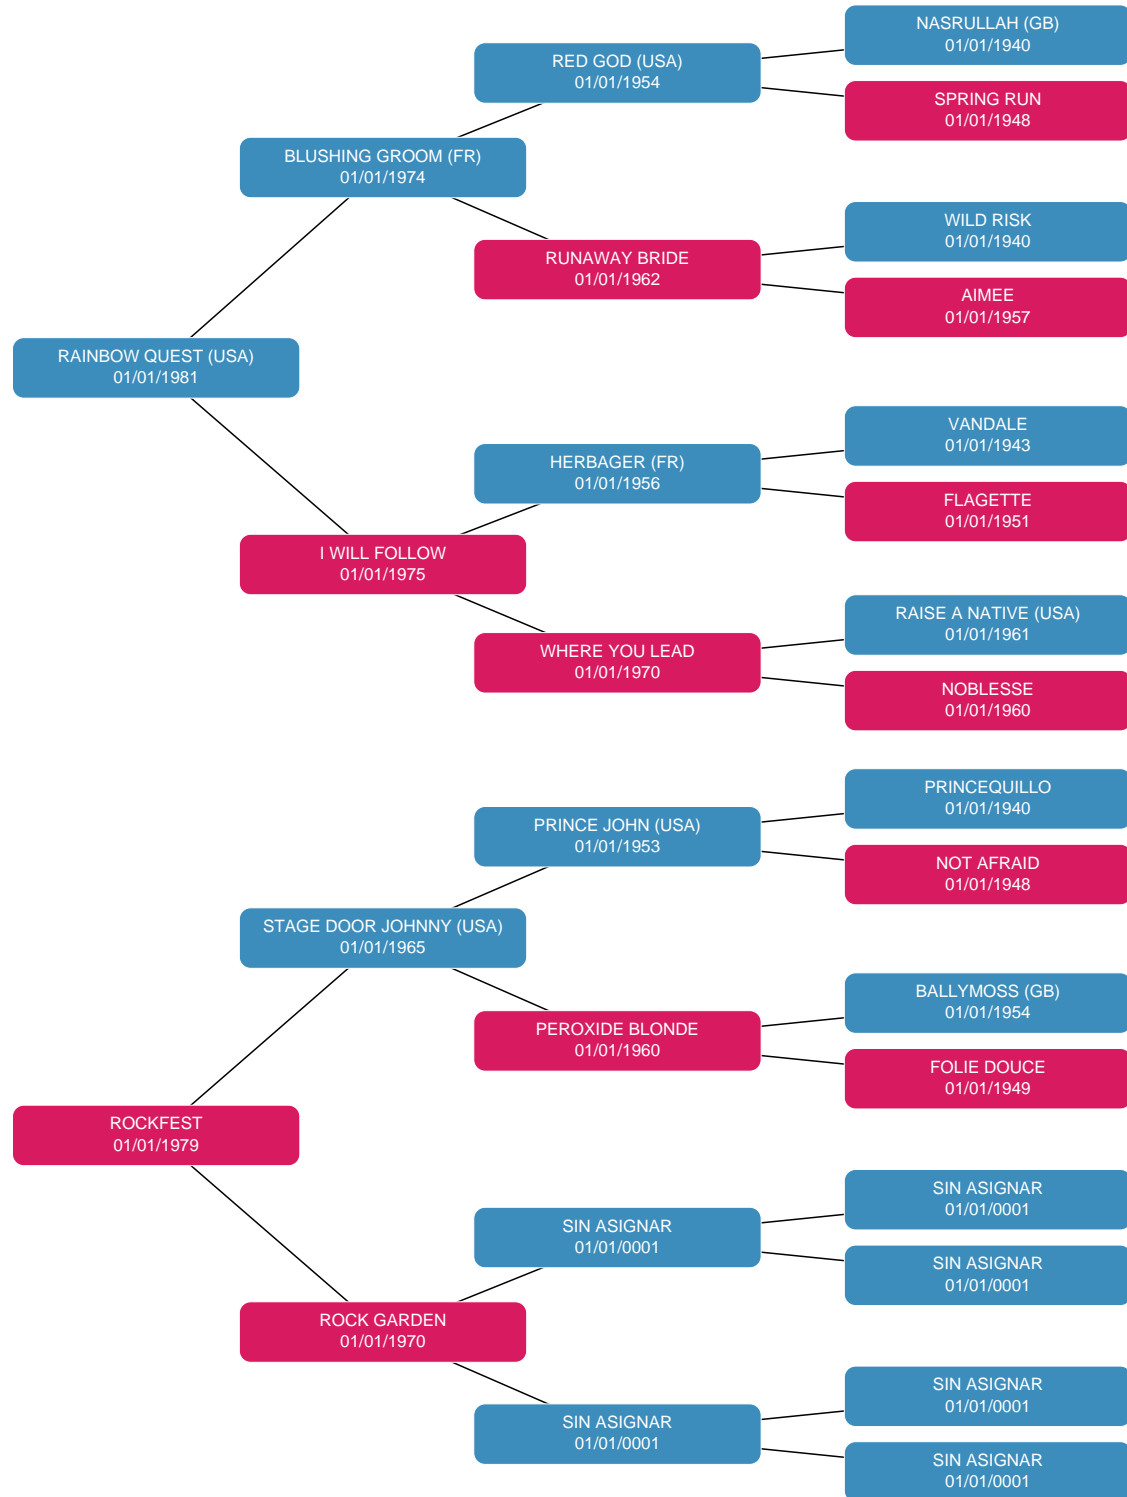 NASRULLAH (GB)
01/01/1940
RED GOD (USA)
01/01/1954
SPRING RUN
01/01/1948
BLUSHING GROOM (FR)
01/01/1974
WILD RISK
01/01/1940
RUNAWAY BRIDE
01/01/1962
AIMEE
01/01/1957
RAINBOW QUEST (USA)
01/01/1981
VANDALE
01/01/1943
HERBAGER (FR)
01/01/1956
FLAGETTE
01/01/1951
I WILL FOLLOW
01/01/1975
RAISE A NATIVE (USA)
01/01/1961
WHERE YOU LEAD
01/01/1970
NOBLESSE
01/01/1960
PRINCEQUILLO
01/01/1940
PRINCE JOHN (USA)
01/01/1953
NOT AFRAID
01/01/1948
STAGE DOOR JOHNNY (USA)
01/01/1965
BALLYMOSS (GB)
01/01/1954
PEROXIDE BLONDE
01/01/1960
FOLIE DOUCE
01/01/1949
ROCKFEST
01/01/1979
SIN ASIGNAR
01/01/0001
SIN ASIGNAR
01/01/0001
SIN ASIGNAR
01/01/0001
ROCK GARDEN
01/01/1970
SIN ASIGNAR
01/01/0001
SIN ASIGNAR
01/01/0001
SIN ASIGNAR
01/01/0001